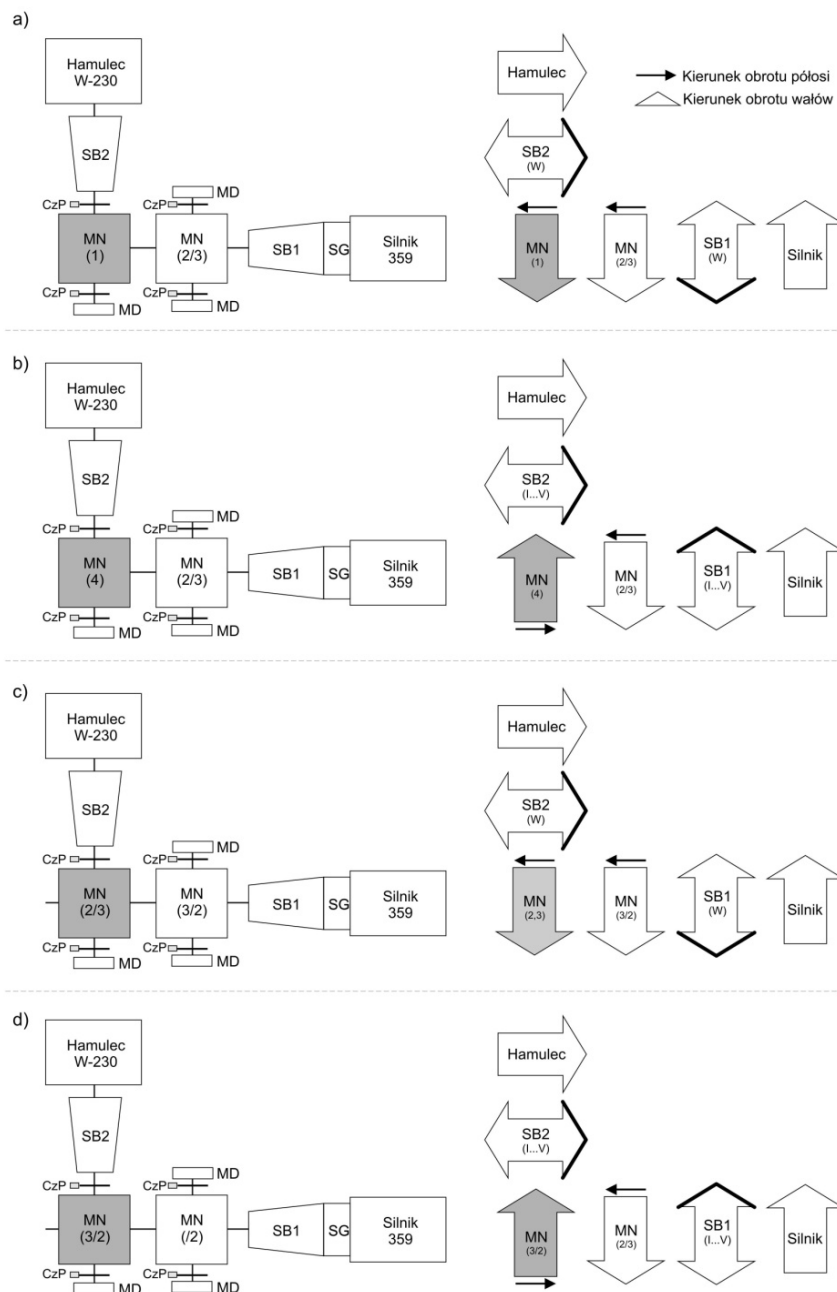 a)
Hamulec
W-230
SB2
CzP
MN
(1)
CzP
MD
CzP
MD
MN
(2/3)
CzP
MD
SB1
SG
Silnik
359
Hamulec
SB2
(W)
MN
(1)
MN
(2/3)
SB1
(W)
Silnik
Kierunek obrotu półosi
Kierunek obrotu wałów
b)
Hamulec
W-230
SB2
CzP
MN
(4)
CzP
MD
CzP
MD
MN
(2/3)
CzP
MD
SB1
SG
Silnik
359
Hamulec
SB2
(I...V)
MN
(4)
MN
(2/3)
SB1
(I...V)
Silnik
c)
Hamulec
W-230
SB2
CzP
MN
(2/3)
CzP
MD
CzP
MD
MN
(3/2)
CzP
MD
SB1
SG
Silnik
359
Hamulec
SB2
(W)
MN
(2,3)
MN
(3/2)
SB1
(W)
Silnik
d)
Hamulec
W-230
SB2
CzP
MN
(3/2)
CzP
MD
CzP
MD
MN
(/2)
CzP
MD
SB1
SG
Silnik
359
Hamulec
SB2
(I...V)
MN
(3/2)
MN
(2/3)
SB1
(I...V)
Silnik